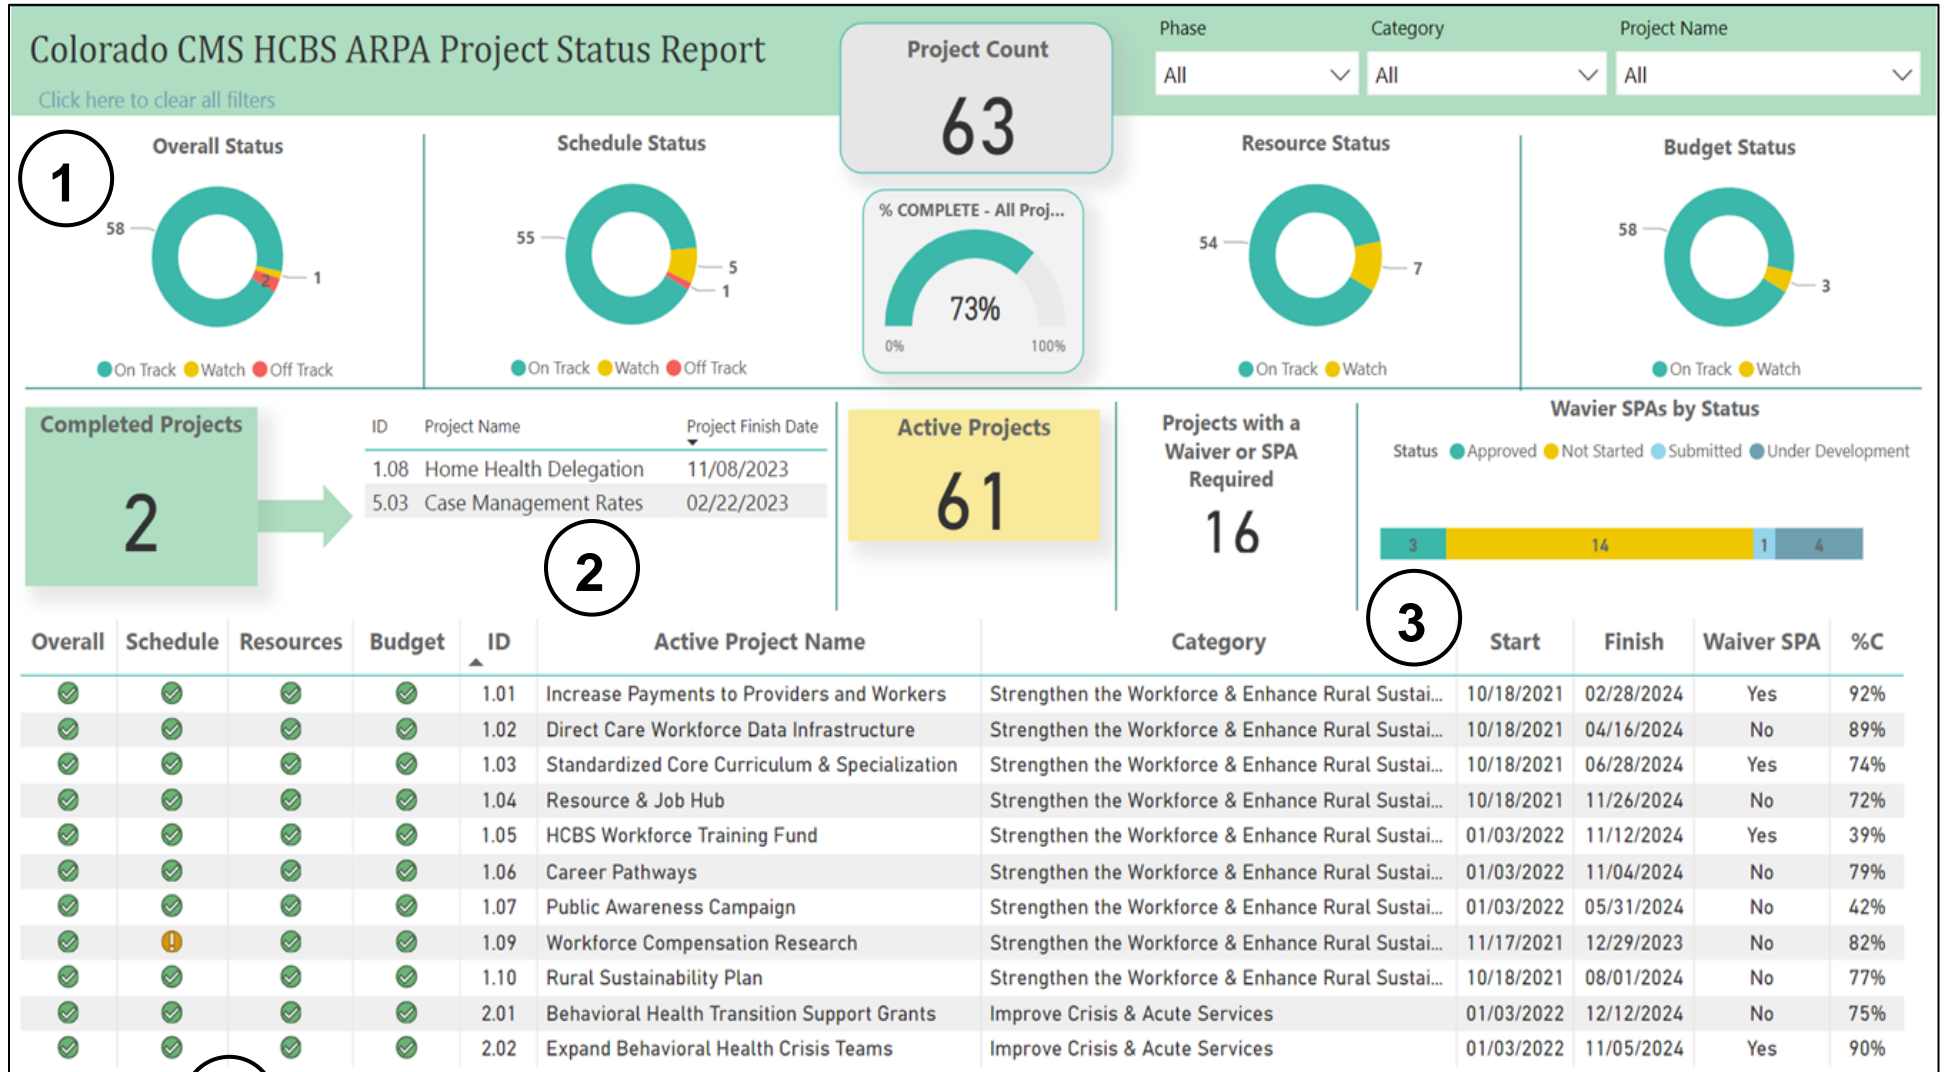 Colorado CMS HCBS ARPA Project Status Report
Click here to clear all filters
Project Count
63
Phase
All
Category
All
Project Name
All
1
Overall Status
58
2
1
On Track Watch Off Track
Schedule Status
55
5
1
On Track Watch Off Track
% COMPLETE - All Proj...
73%
0% 100%
Resource Status
54
7
On Track Watch
Budget Status
58
3
On Track Watch
Completed Projects
2
ID Project Name Project Finish Date
1.08 Home Health Delegation 11/08/2023
5.03 Case Management Rates 02/22/2023
2
Active Projects
61
Projects with a
Waiver or SPA
Required
16
Wavier SPAs by Status
Status Approved Not Started Submitted Under Development
3 14 1 4
3
Overall Schedule Resources Budget ID Active Project Name Category Start Finish Waiver SPA %C
1.01 Increase Payments to Providers and Workers Strengthen the Workforce & Enhance Rural Sustai... 10/18/2021 02/28/2024 Yes 92%
1.02 Direct Care Workforce Data Infrastructure Strengthen the Workforce & Enhance Rural Sustai... 10/18/2021 04/16/2024 No 89%
1.03 Standardized Core Curriculum & Specialization Strengthen the Workforce & Enhance Rural Sustai... 10/18/2021 06/28/2024 Yes 74%
1.04 Resource & Job Hub Strengthen the Workforce & Enhance Rural Sustai... 10/18/2021 11/26/2024 No 72%
1.05 HCBS Workforce Training Fund Strengthen the Workforce & Enhance Rural Sustai... 01/03/2022 11/12/2024 Yes 39%
1.06 Career Pathways Strengthen the Workforce & Enhance Rural Sustai... 01/03/2022 11/04/2024 No 79%
1.07 Public Awareness Campaign Strengthen the Workforce & Enhance Rural Sustai... 01/03/2022 05/31/2024 No 42%
1.09 Workforce Compensation Research Strengthen the Workforce & Enhance Rural Sustai... 11/17/2021 12/29/2023 No 82%
1.10 Rural Sustainability Plan Strengthen the Workforce & Enhance Rural Sustai... 10/18/2021 08/01/2024 No 77%
2.01 Behavioral Health Transition Support Grants Improve Crisis & Acute Services 01/03/2022 12/12/2024 No 75%
2.02 Expand Behavioral Health Crisis Teams Improve Crisis & Acute Services 01/03/2022 11/05/2024 Yes 90%